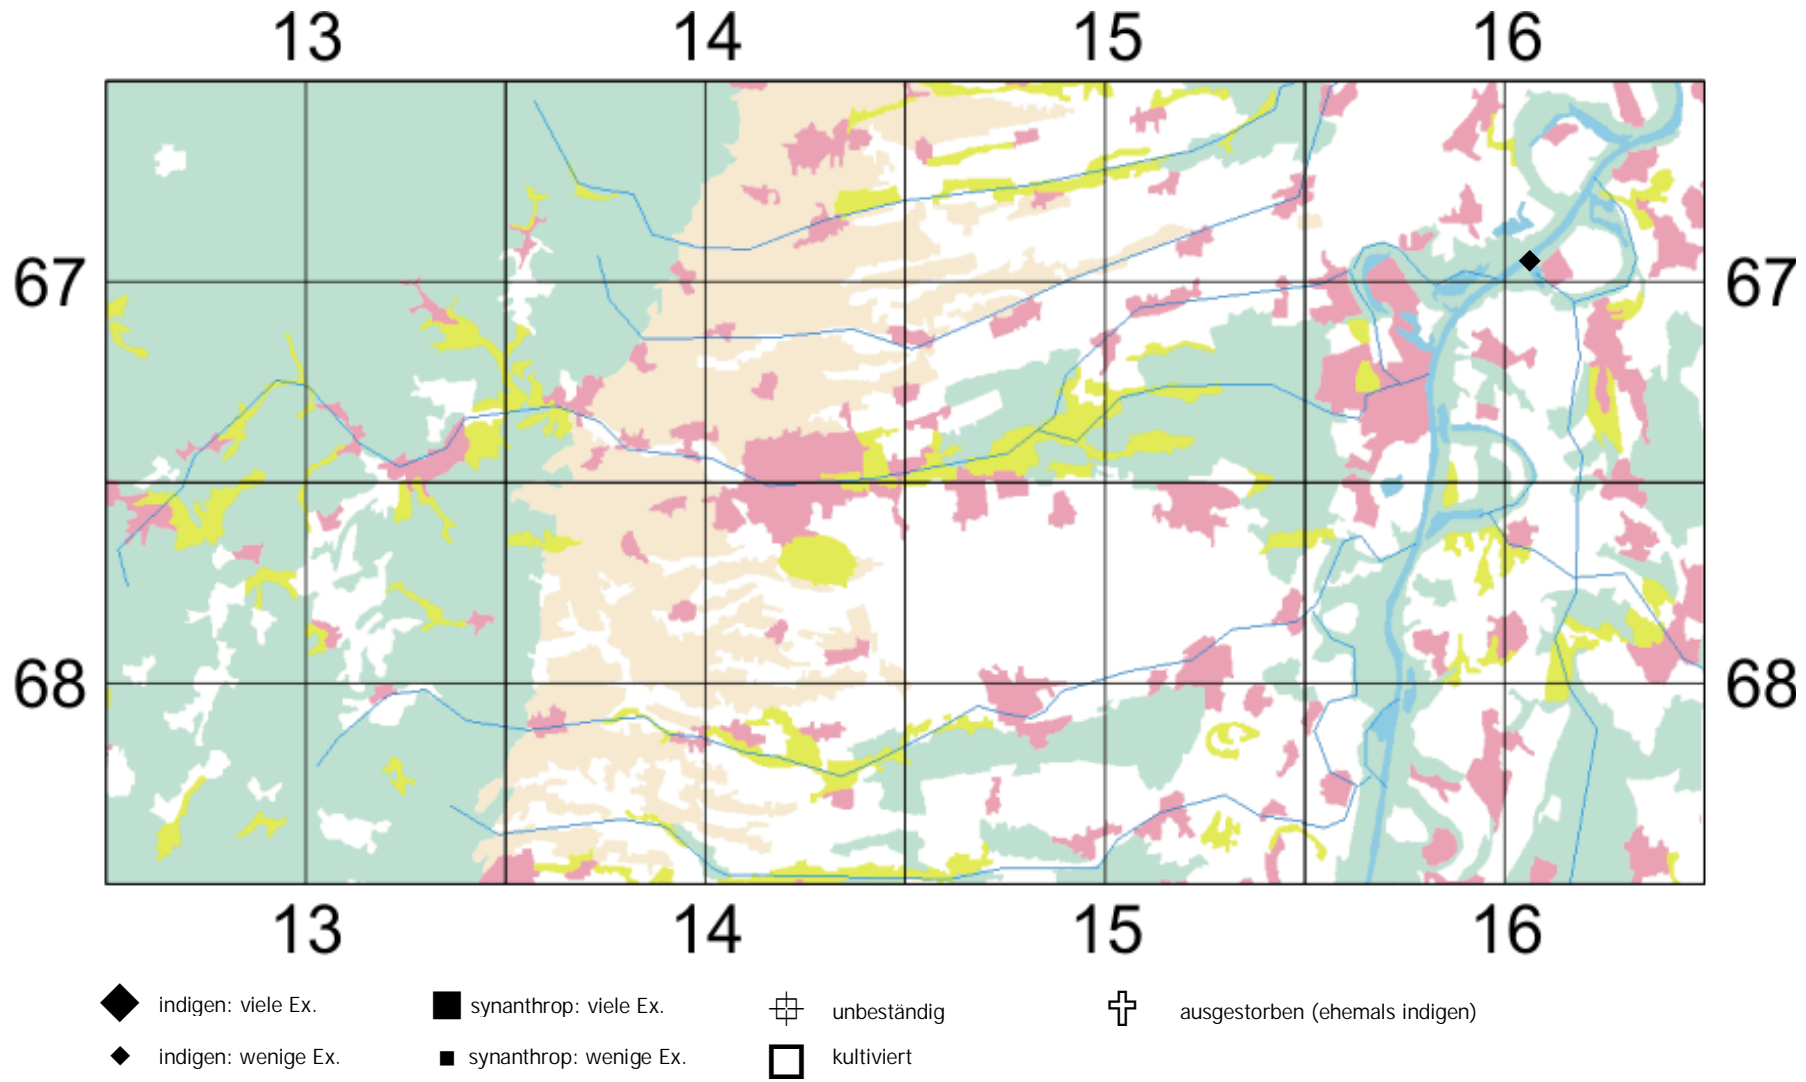 13 14 15 16
67 67
68 68
13 14 15 16
indigen: viele Ex. synanthrop: viele Ex. unbeständig ausgestorben (ehemals indigen)
indigen: wenige Ex. synanthrop: wenige Ex. kultiviert